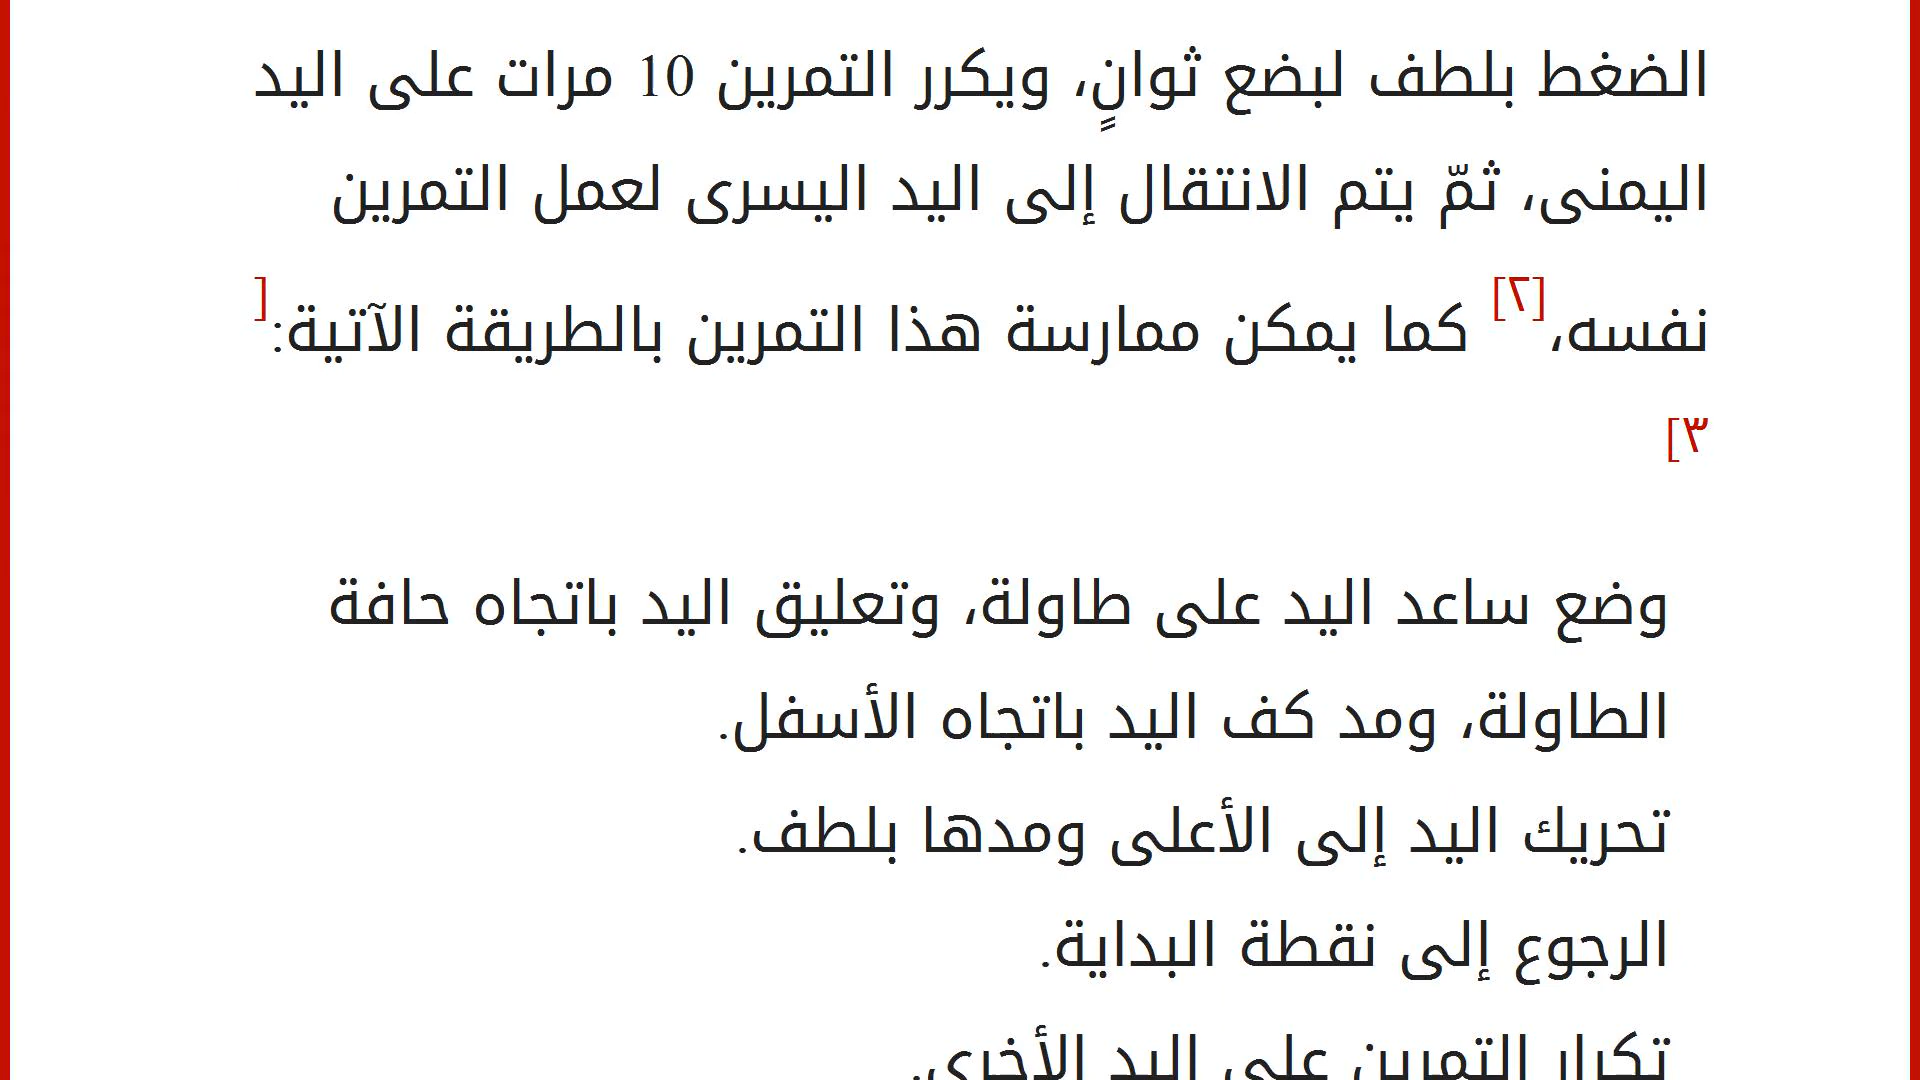 الضغط بلطف لبضع ثوانٍ، ويكرر التمرين 10 مرات على اليد
اليمنى، ثمّ يتم الانتقال إلى اليد اليسرى لعمل التمرين
نفسه،[٢] كما يمكن ممارسة هذا التمرين بالطريقة الآتية:[
٣]
وضع ساعد اليد على طاولة، وتعليق اليد باتجاه حافة
الطاولة، ومد كف اليد باتجاه الأسفل.
تحريك اليد إلى الأعلى ومدها بلطف.
الرجوع إلى نقطة البداية.
تكرار التمرين على اليد الأخرى.